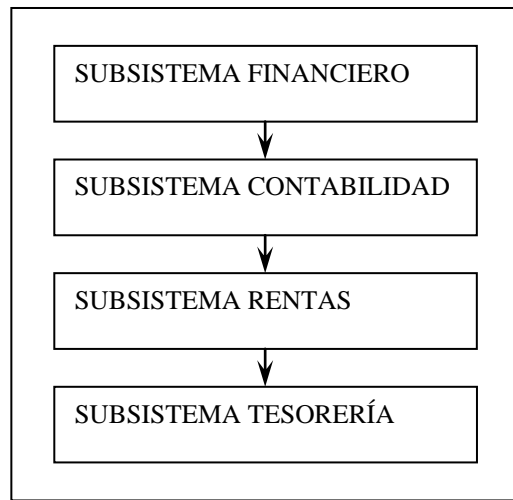 SUBSISTEMA FINANCIERO
SUBSISTEMA CONTABILIDAD
SUBSISTEMA RENTAS
SUBSISTEMA TESORERÍA